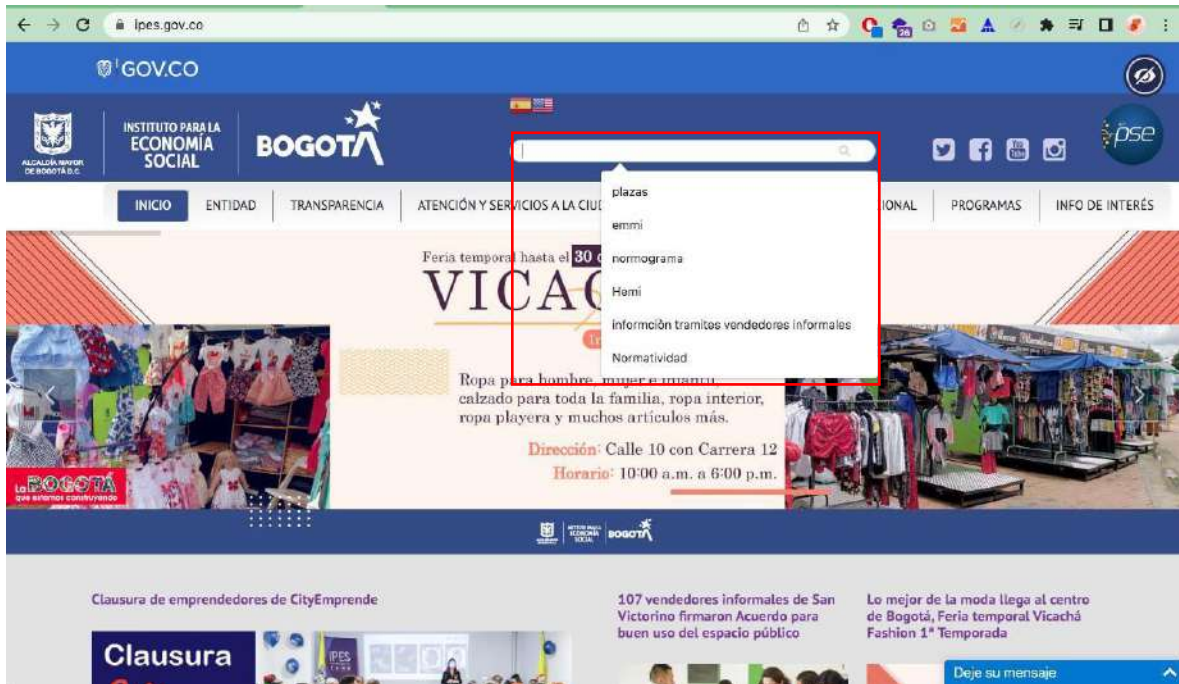 ipes.gov.co
26
GOV.CO
ALCALDÍA MAYOR
DE BOGOTÁ D.C.
INSTITUTO PARA LA
ECONOMÍA
SOCIAL
BOGOTÁ
pse
INICIO
ENTIDAD
TRANSPARENCIA
ATENCIÓN Y SERVICIOS A LA CIUD
IONAL
PROGRAMAS
INFO DE INTERÉS
plazas
emmi
normograma
Hemi
informciòn tramites vendedores informales
Normatividad
Feria temporal hasta el 30
VICA
Ropa para hombre, mujer e infantil,
calzado para toda la familia, ropa interior,
ropa playera y muchos artículos más.
Dirección: Calle 10 con Carrera 12
Horario: 10:00 a.m. a 6:00 p.m.
La BOGOTÁ
que estamos construyendo
BOGOTÁ
Clausura de emprendedores de CityEmprende
107 vendedores informales de San
Victorino firmaron Acuerdo para
buen uso del espacio público
Lo mejor de la moda llega al centro
de Bogotá, Feria temporal Vicachá
Fashion 1ª Temporada
Clausura
IPES
Deje su mensaje